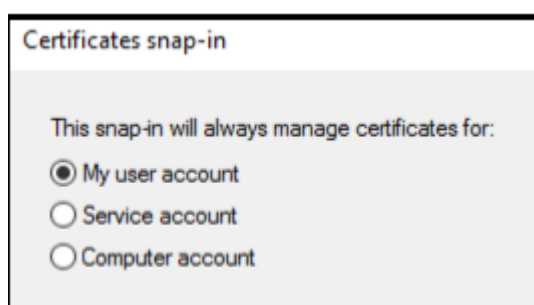 Certificates snap-in
This snap-in will always manage certificates for:
My user account
Service account
Computer account